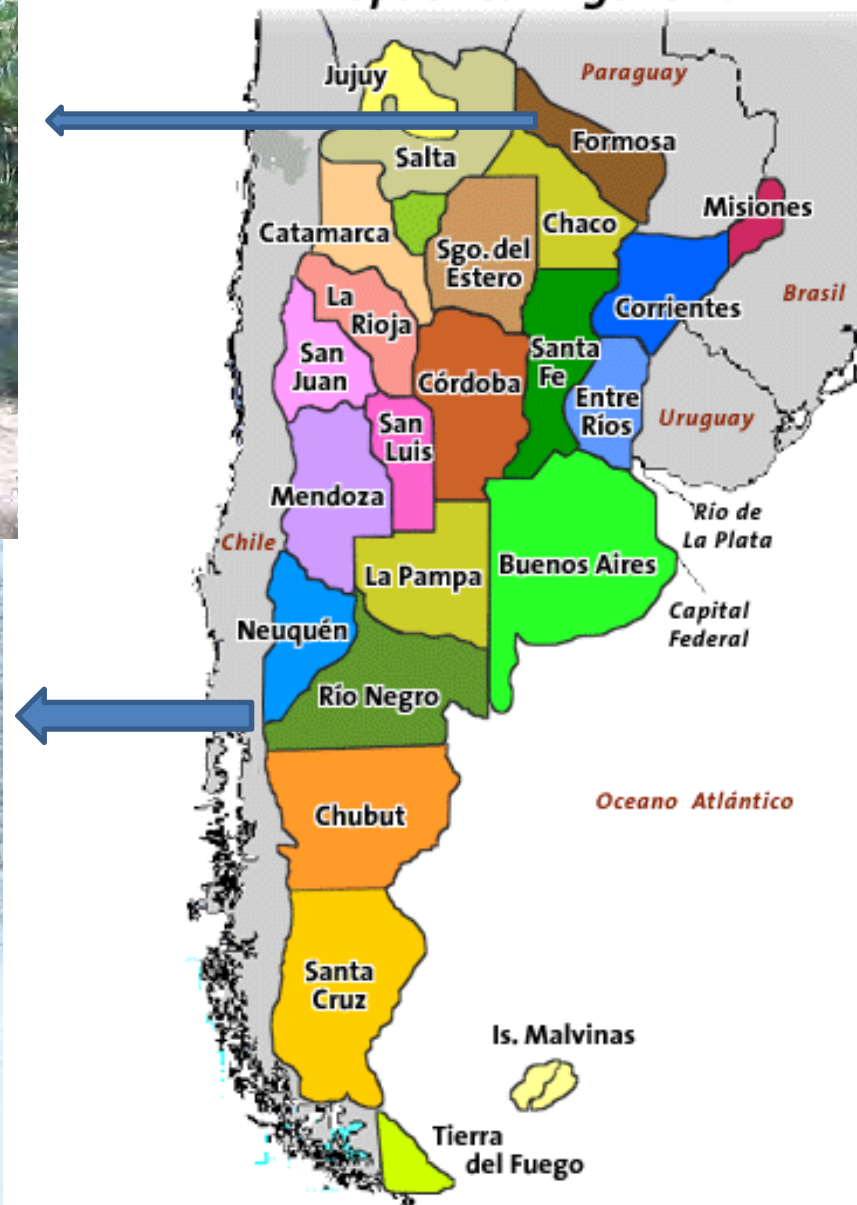 Jujuy
Paraguay
Salta
Formosa
Misiones
Catamarca
Sgo. del
Estero
Chaco
Brasil
La
Rioja
Corrientes
San
Juan
Córdoba
Santa
Fe
Entre
Ríos
Uruguay
San
Luis
Mendoza
Río de
La Plata
Chile
La Pampa
Buenos Aires
Capital
Federal
Neuquén
Río Negro
Oceano Atlántico
Chubut
Santa
Cruz
Is. Malvinas
Tierra
del Fuego